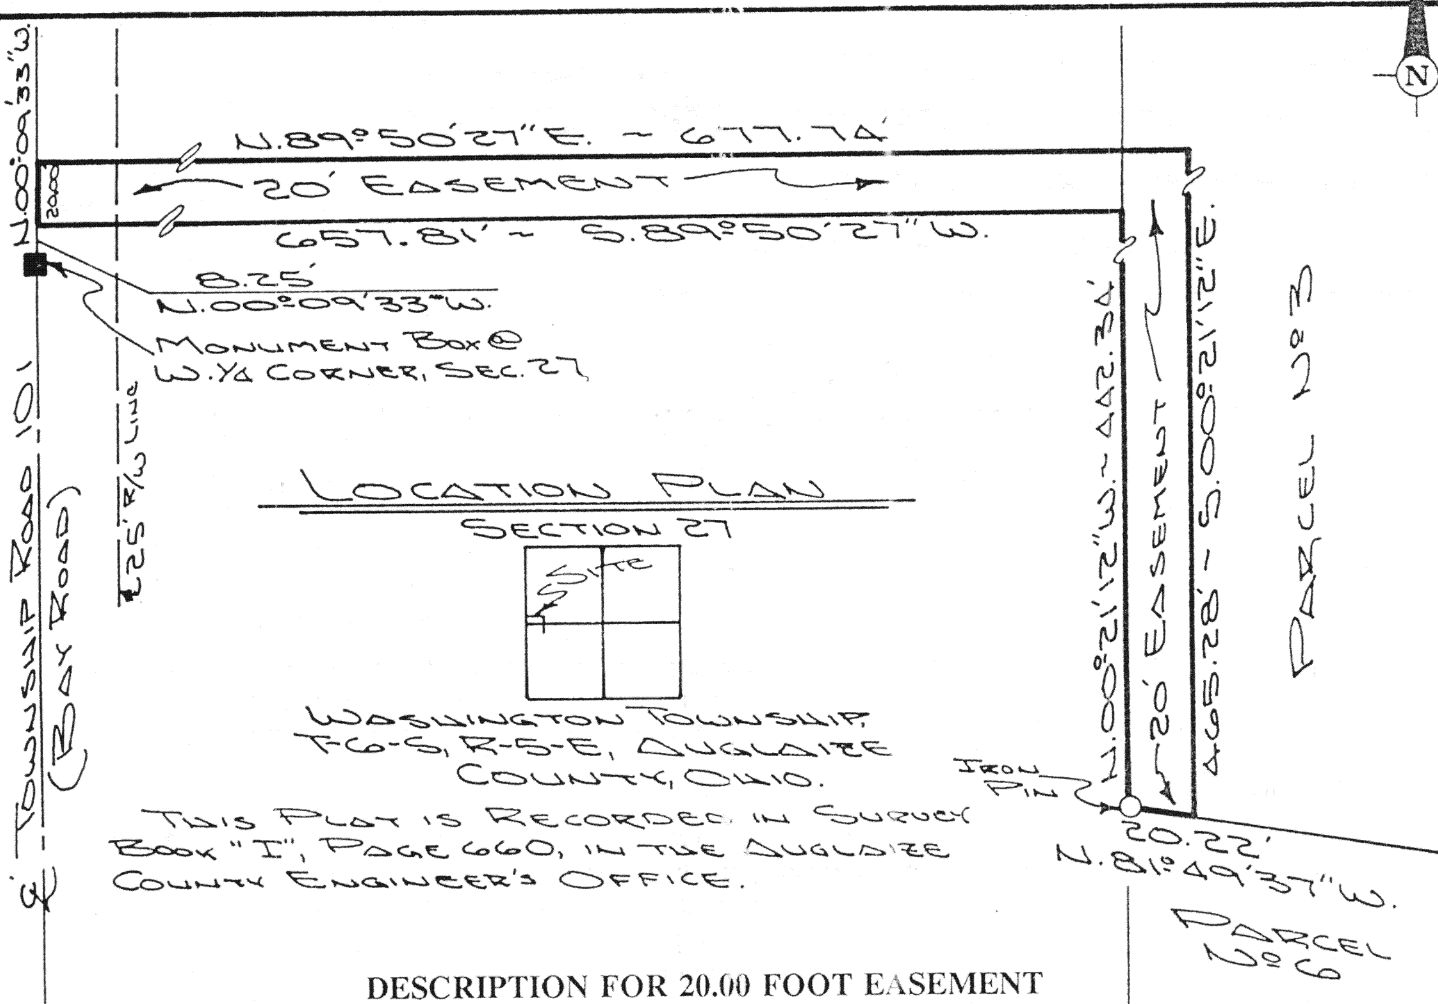 N
N.00°09'33"W.
N.89°50'27"E. ~ 677.74'
20' EASEMENT
20.00
657.81' ~ S.89°50'27"W.
8.25'
N.00°09'33"W.
MONUMENT BOX @
W.1/4 CORNER, SEC. 27
25' R/W LINE
℄ TOWNSHIP ROAD 101
(BAY ROAD)
LOCATION PLAN
SECTION 27
SITE
WASHINGTON TOWNSHIP,
T-6-S, R-5-E, AUGLAIZE
COUNTY, OHIO.
THIS PLAT IS RECORDED IN SURVEY
BOOK "I", PAGE 660, IN THE AUGLAIZE
COUNTY ENGINEER'S OFFICE.
N.00°21'12"W. ~ 442.34'
20' EASEMENT
465.28' ~ S.00°21'12"E.
PARCEL Nº 3
IRON
PIN
20.22'
N.81°49'37"W.
PARCEL
Nº 6
DESCRIPTION FOR 20.00 FOOT EASEMENT